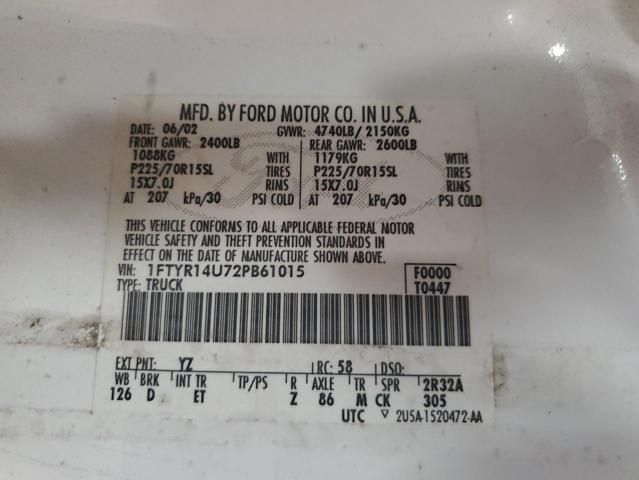 MFD. BY FORD MOTOR CO. IN U.S.A.
DATE: 06/02 GVWR: 4740LB/ 2150KG
FRONT GAWR: 2400LB REAR GAWR: 2600LB
1088KG WITH 1179KG WITH
P225/70R15SL TIRES P225/70R15SL TIRES
15X7.0J RINS 15X7.0J RINS
AT 207 kPa/30 PSI COLD AT 207 kPa/30 PSI COLD
THIS VEHICLE CONFORMS TO ALL APPLICABLE FEDERAL MOTOR
VEHICLE SAFETY AND THEFT PREVENTION STANDARDS IN
EFFECT ON THE DATE OF MANUFACTURE SHOWN ABOVE.
VIN: 1FTYR14U72PB61015 F0000
TYPE: TRUCK T0447
EXT PNT: YZ RC: 58 DSO:
WB BRK INT TR TP/PS R AXLE TR SPR 2R32A
126 D ET Z 86 M CK 305
UTC 2USA-1520472-AA